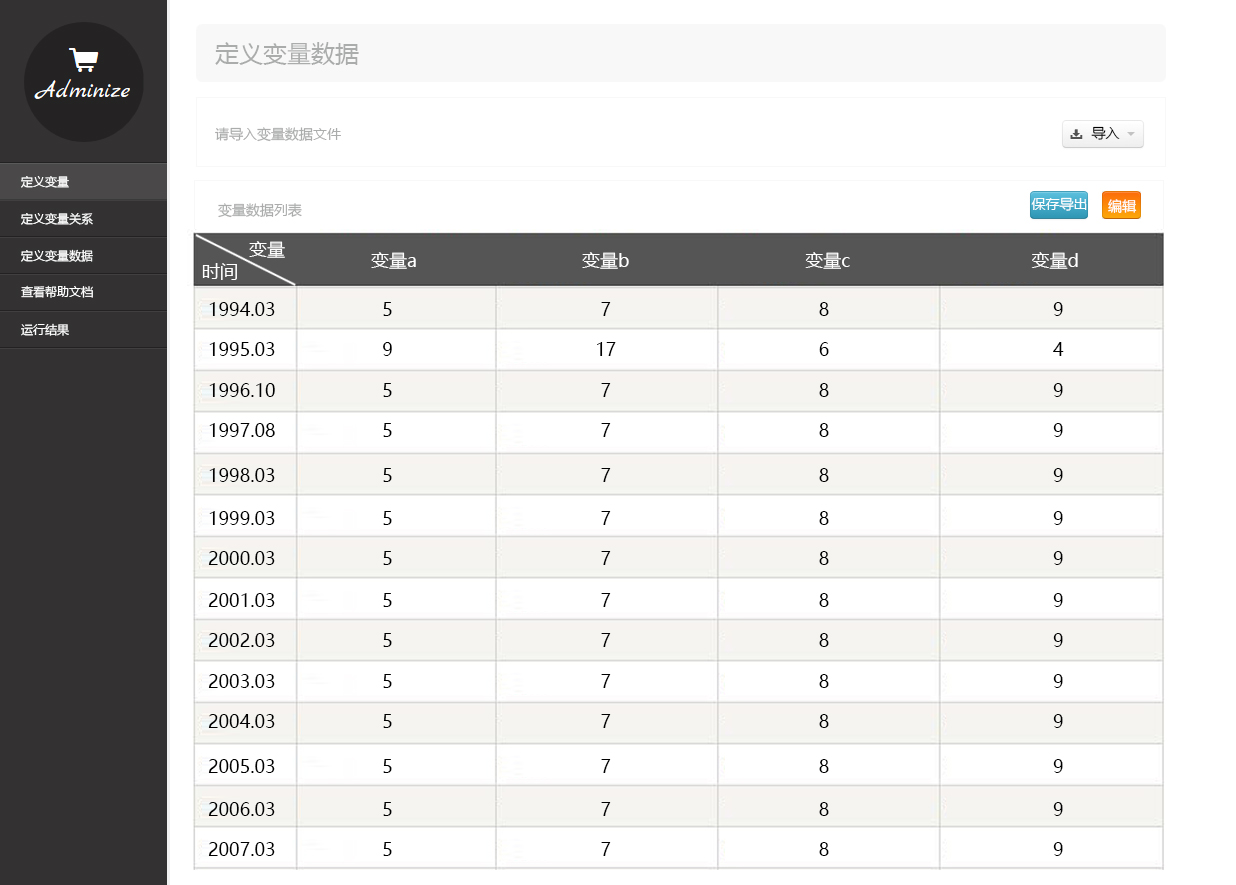 Adminize
定义变量
定义变量关系
定义变量数据
查看帮助文档
运行结果
定义变量数据
请导入变量数据文件 导入
变量数据列表 保存导出 编辑
变量 时间 变量a 变量b 变量c 变量d
1994.03 5 7 8 9
1995.03 9 17 6 4
1996.10 5 7 8 9
1997.08 5 7 8 9
1998.03 5 7 8 9
1999.03 5 7 8 9
2000.03 5 7 8 9
2001.03 5 7 8 9
2002.03 5 7 8 9
2003.03 5 7 8 9
2004.03 5 7 8 9
2005.03 5 7 8 9
2006.03 5 7 8 9
2007.03 5 7 8 9